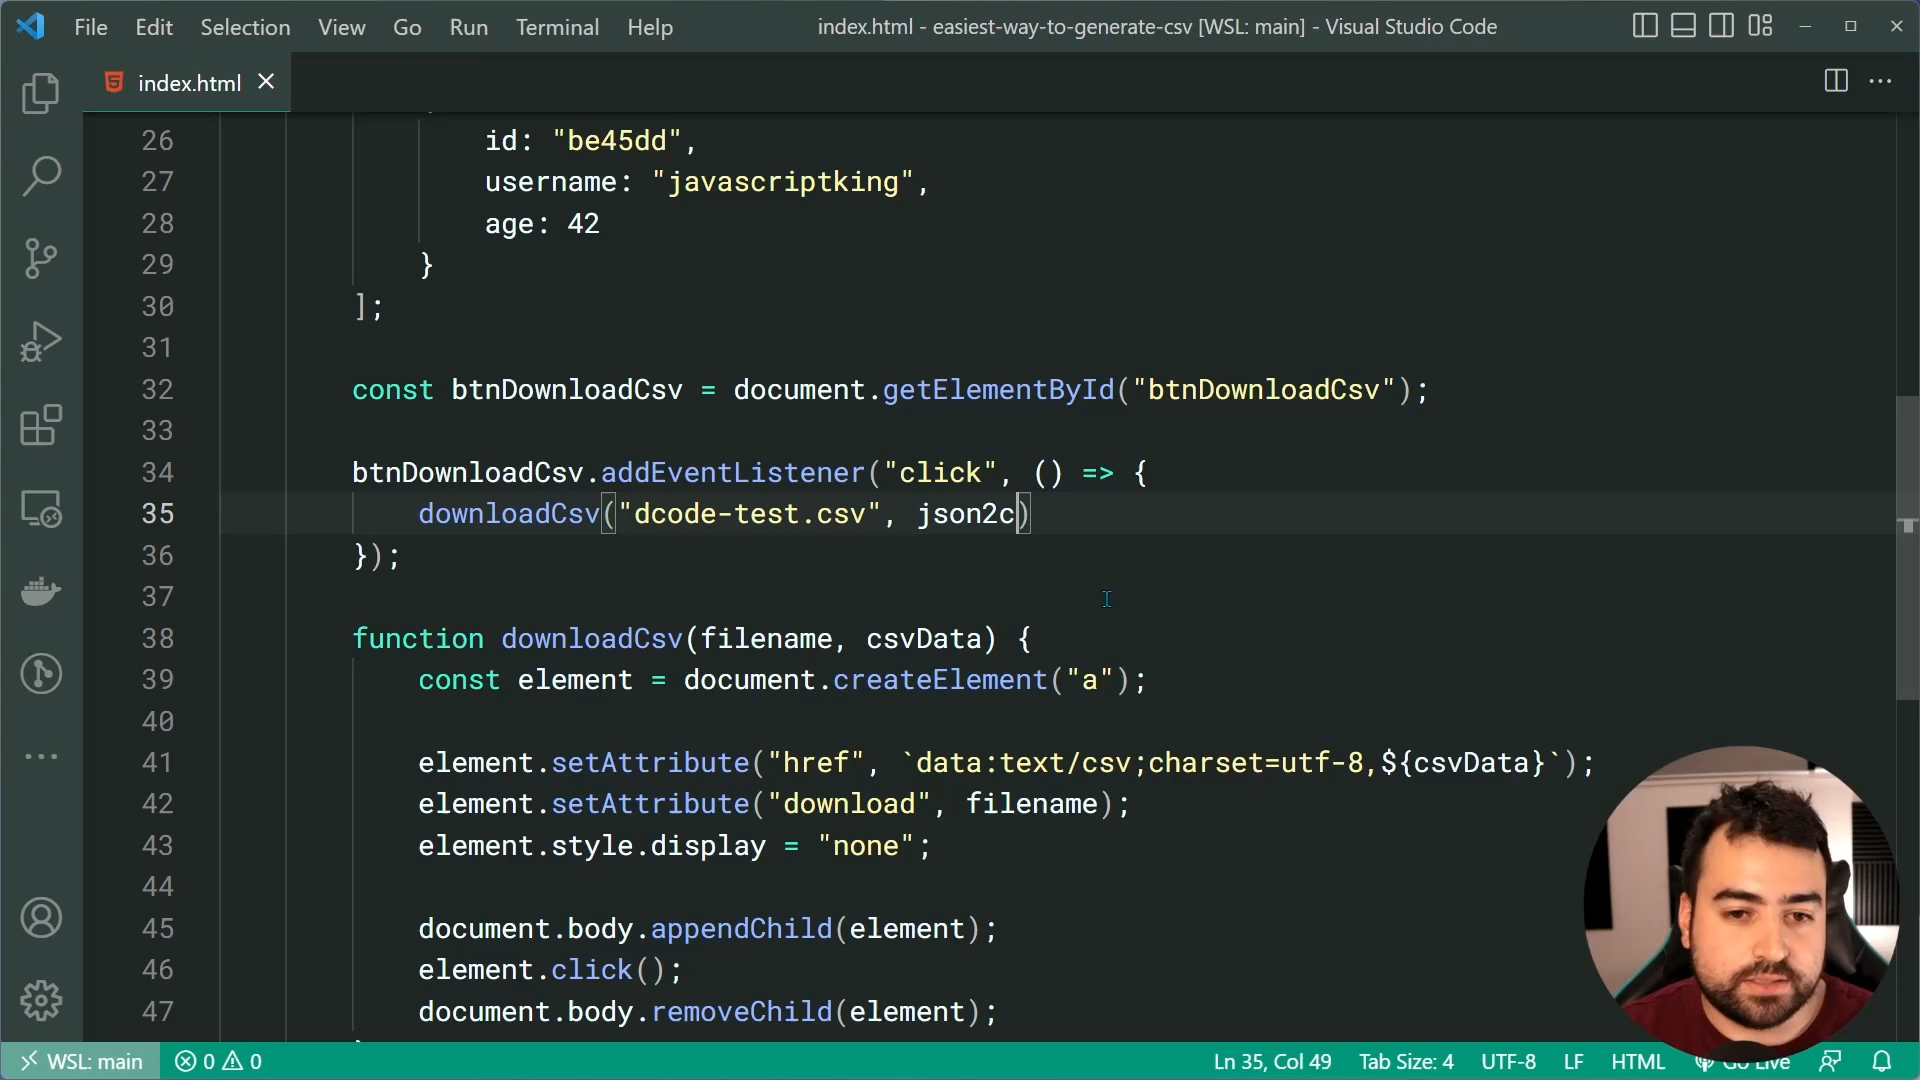 File Edit Selection View Go Run Terminal Help index.html - easiest-way-to-generate-csv [WSL: main] - Visual Studio Code
index.html
26 id: "be45dd",
27 username: "javascriptking",
28 age: 42
29 }
30 ];
31
32 const btnDownloadCsv = document.getElementById("btnDownloadCsv");
33
34 btnDownloadCsv.addEventListener("click", () => {
35 downloadCsv("dcode-test.csv", json2c)
36 });
37
38 function downloadCsv(filename, csvData) {
39 const element = document.createElement("a");
40
41 element.setAttribute("href", `data:text/csv;charset=utf-8,${csvData}`);
42 element.setAttribute("download", filename);
43 element.style.display = "none";
44
45 document.body.appendChild(element);
46 element.click();
47 document.body.removeChild(element);
WSL: main 0 0 Ln 35, Col 49 Tab Size: 4 UTF-8 LF HTML Go Live